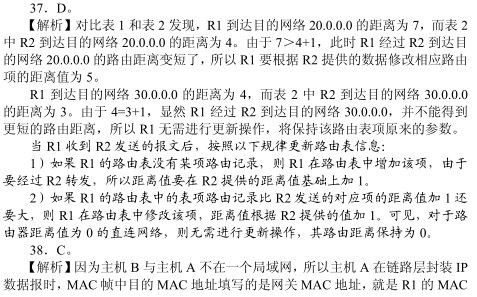 37．D。
【解析】对比表 1 和表 2 发现，R1 到达目的网络 20.0.0.0 的距离为 7，而表 2
中 R2 到达目的网络 20.0.0.0 的距离为 4。由于 7＞4+1，此时 R1 经过 R2 到达目
的网络 20.0.0.0 的路由距离变短了，所以 R1 要根据 R2 提供的数据修改相应路由
项的距离值为 5。
R1 到达目的网络 30.0.0.0 的距离为 4，而表 2 中 R2 到达目的网络 30.0.0.0
的距离为 3。由于 4=3+1，显然 R1 经过 R2 到达目的网络 30.0.0.0，并不能得到
更短的路由距离，所以 R1 无需进行更新操作，将保持该路由表项原来的参数。
当 R1 收到 R2 发送的报文后，按照以下规律更新路由表信息：
1）如果 R1 的路由表没有某项路由记录，则 R1 在路由表中增加该项，由于
要经过 R2 转发，所以距离值要在 R2 提供的距离值基础上加 1。
2）如果 R1 的路由表中的表项路由记录比 R2 发送的对应项的距离值加 1 还
要大，则 R1 在路由表中修改该项，距离值根据 R2 提供的值加 1。可见，对于路
由器距离值为 0 的直连网络，则无需进行更新操作，其路由距离保持为 0。
38．C。
【解析】因为主机 B 与主机 A 不在一个局域网，所以主机 A 在链路层封装 IP
数据报时，MAC 帧中目的 MAC 地址填写的是网关 MAC 地址，就是 R1 的 MAC